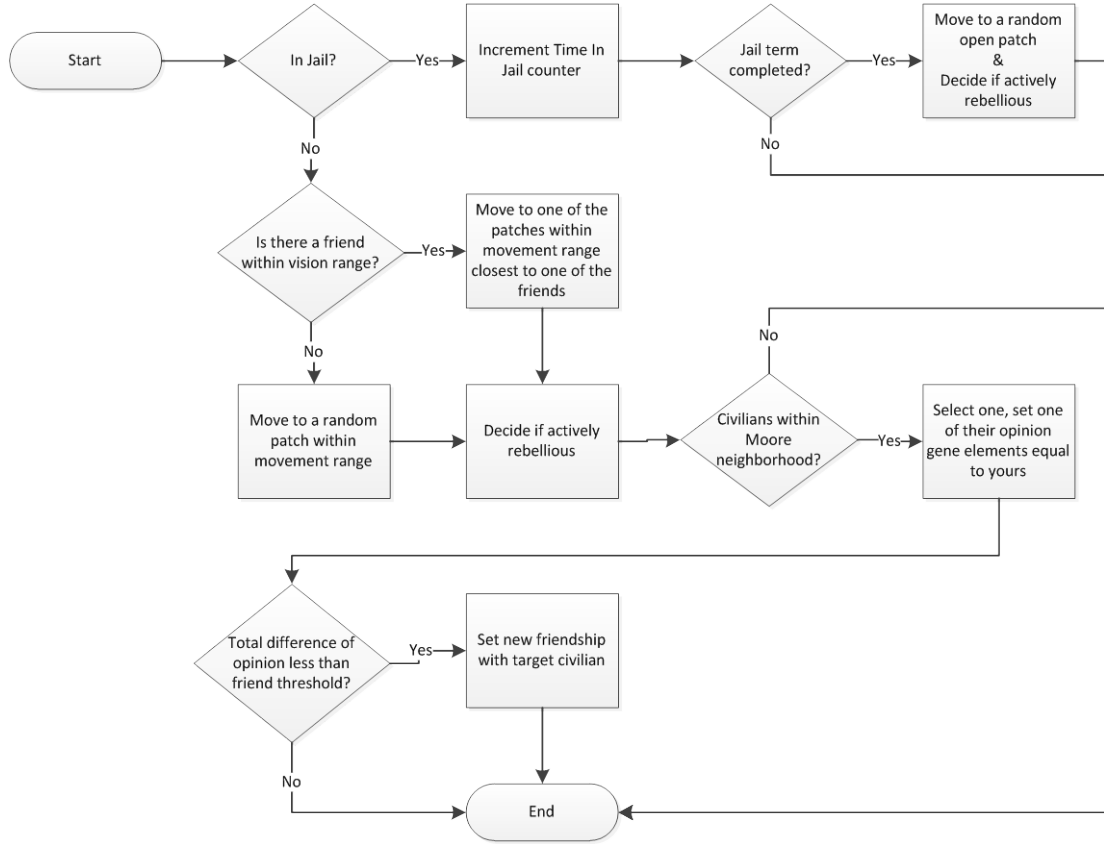 Start
In Jail?
Yes
Increment Time In
Jail counter
Jail term
completed?
Yes
Move to a random
open patch
&
Decide if actively
rebellious
No
No
Is there a friend
within vision range?
Yes
Move to one of the
patches within
movement range
closest to one of the
friends
No
No
Move to a random
patch within
movement range
Decide if actively
rebellious
Civilians within
Moore
neighborhood?
Yes
Select one, set one
of their opinion
gene elements equal
to yours
Total difference of
opinion less than
friend threshold?
Yes
Set new friendship
with target civilian
No
End